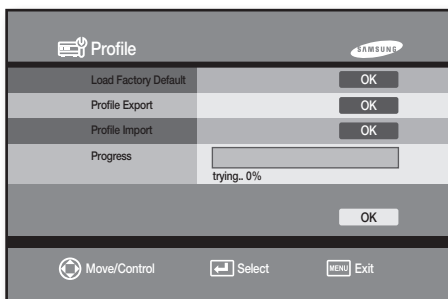 Profile
SAMSUNG
Load Factory Default OK
Profile Export OK
Profile Import OK
Progress
trying.. 0%
OK
Move/Control Select MENU Exit